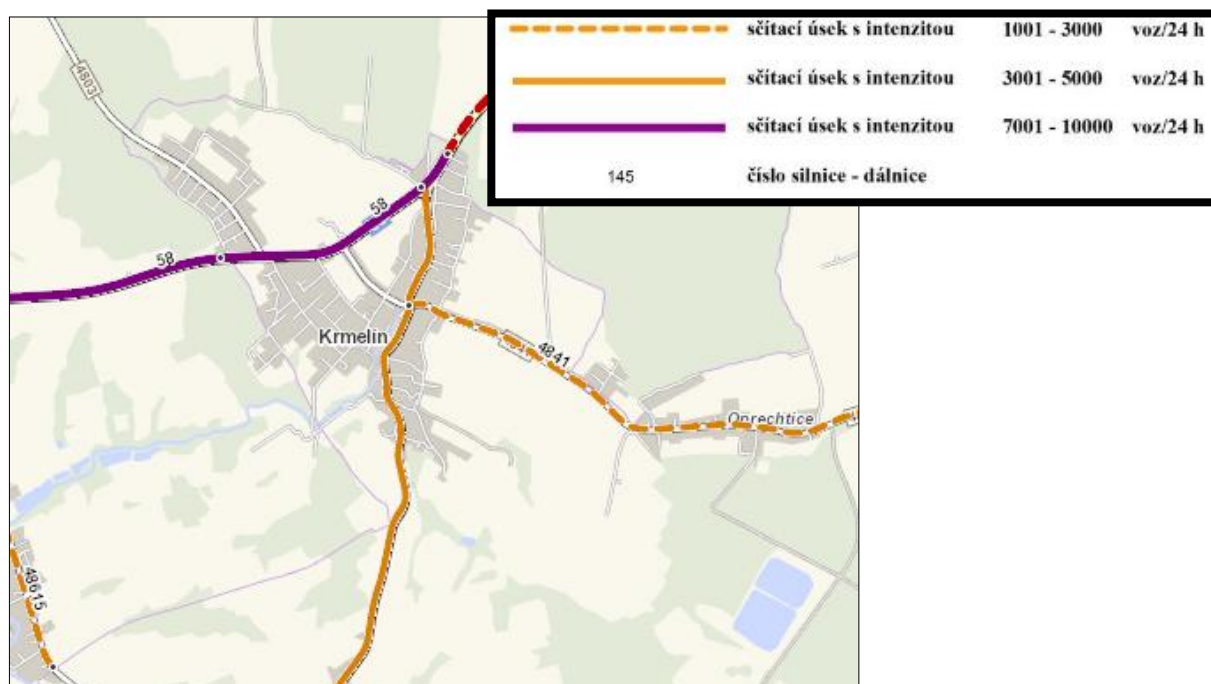 sčítací úsek s intenzitou 1001 - 3000 voz/24 h
sčítací úsek s intenzitou 3001 - 5000 voz/24 h
sčítací úsek s intenzitou 7001 - 10000 voz/24 h
145 číslo silnice - dálnice
4803
58
58
Krmelín
4841
Oprechtice
48615